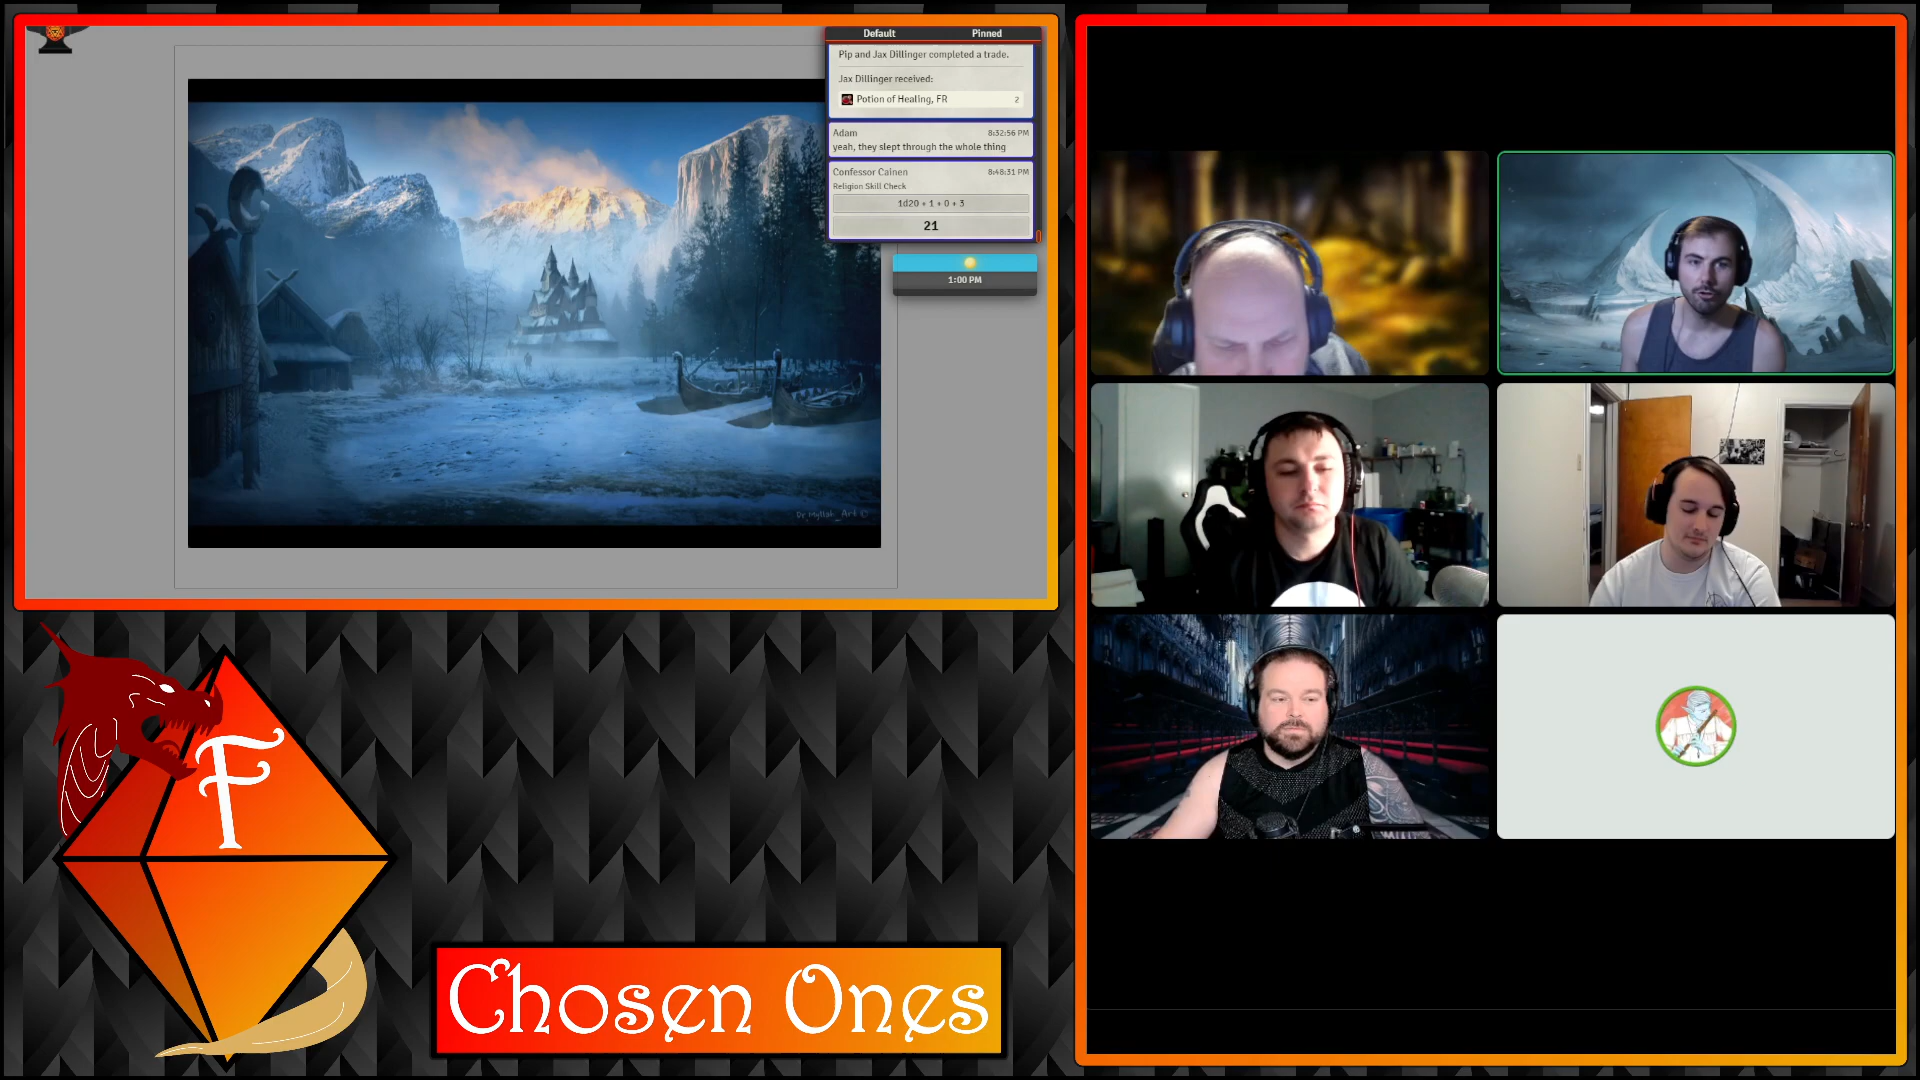 Default Pinned
Pip and Jax Dillinger completed a trade.
Jax Dillinger received:
Potion of Healing, FR 2
Adam 8:32:56 PM
yeah, they slept through the whole thing
Confessor Cainen 8:48:31 PM
Religion Skill Check
1d20 + 1 + 0 + 3
21
1:00 PM
F
Chosen Ones